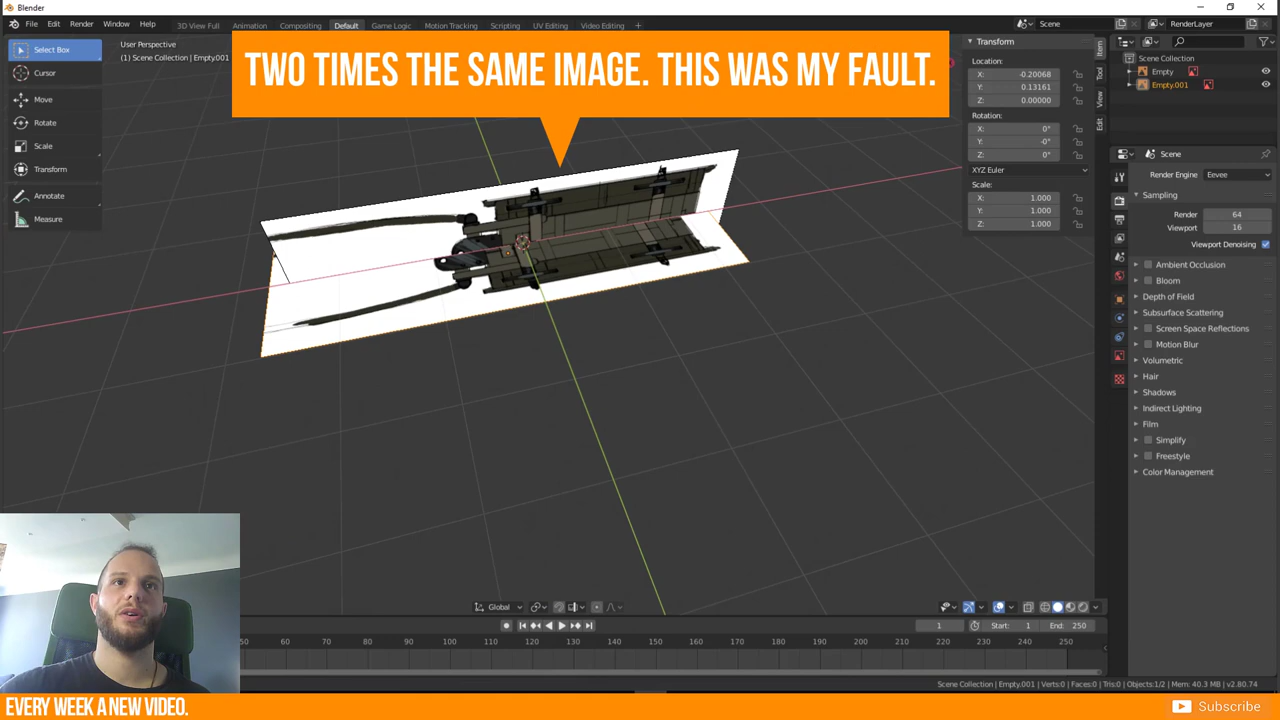 Blender
File Edit Render Window Help 3D View Full Animation Compositing Default Game Logic Motion Tracking Scripting UV Editing Video Editing + Scene RenderLayer
Select Box
Cursor
Move
Rotate
Scale
Transform
Annotate
Measure
User Perspective
(1) Scene Collection | Empty.001
TWO TIMES THE SAME IMAGE. THIS WAS MY FAULT.
Transform
Location:
X: -0.20068
Y: 0.13161
Z: 0.00000
Rotation:
X: 0°
Y: -0°
Z: 0°
XYZ Euler
Scale:
X: 1.000
Y: 1.000
Z: 1.000
Item
Tool
View
Edit
Scene Collection
Empty
Empty.001
Scene
Render Engine Eevee
Sampling
Render 64
Viewport 16
Viewport Denoising
Ambient Occlusion
Bloom
Depth of Field
Subsurface Scattering
Screen Space Reflections
Motion Blur
Volumetric
Hair
Shadows
Indirect Lighting
Film
Simplify
Freestyle
Color Management
Global
1 Start: 1 End: 250
50 60 70 80 90 100 110 120 130 140 150 160 170 180 190 200 210 220 230 240 250
Scene Collection | Empty.001 | Verts:0 | Faces:0 | Tris:0 | Objects:1/2 | Mem: 40.3 MB | v2.80.74
EVERY WEEK A NEW VIDEO.
Subscribe